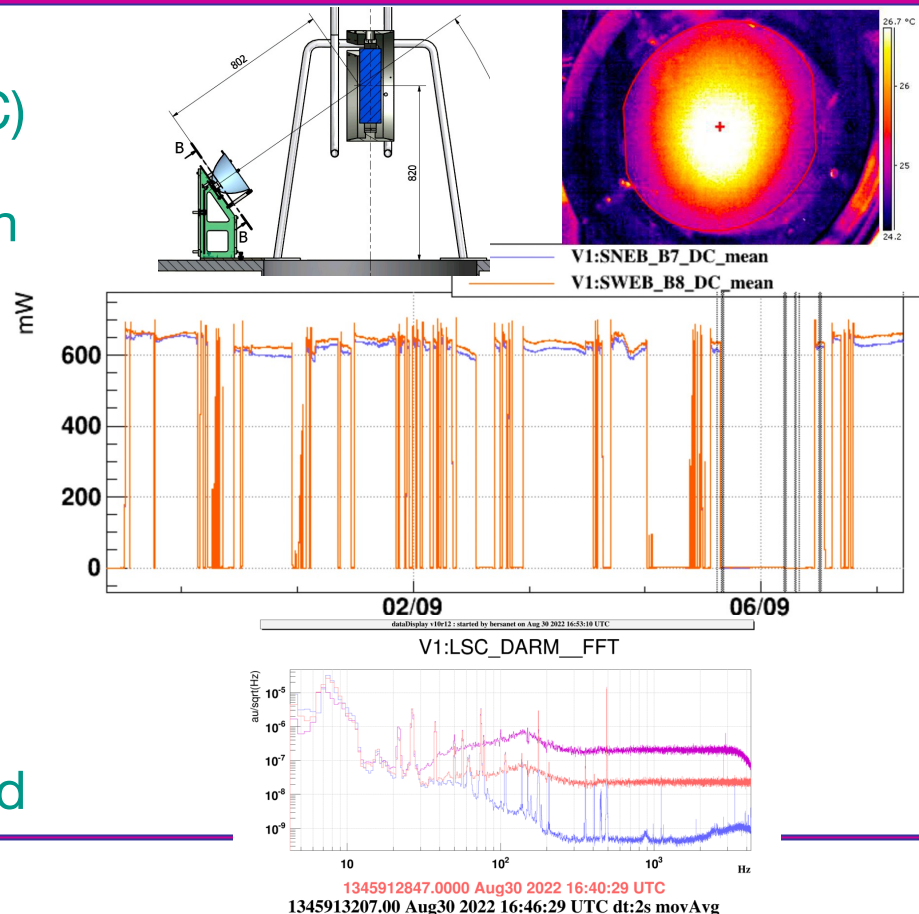 C)
n
d
802
B
B
820
26.7 °C
26
25
24.2
V1:SNEB_B7_DC_mean
V1:SWEB_B8_DC_mean
mW
600
400
200
0
02/09
06/09
dataDisplay v10r12 : started by bersanet on Aug 30 2022 16:53:10 UTC
V1:LSC_DARM__FFT
au/sqrt(Hz)
10-5
10-6
10-7
10-8
10-9
10
10²
10³
Hz
1345912847.0000 Aug30 2022 16:40:29 UTC
1345913207.00 Aug30 2022 16:46:29 UTC dt:2s movAvg